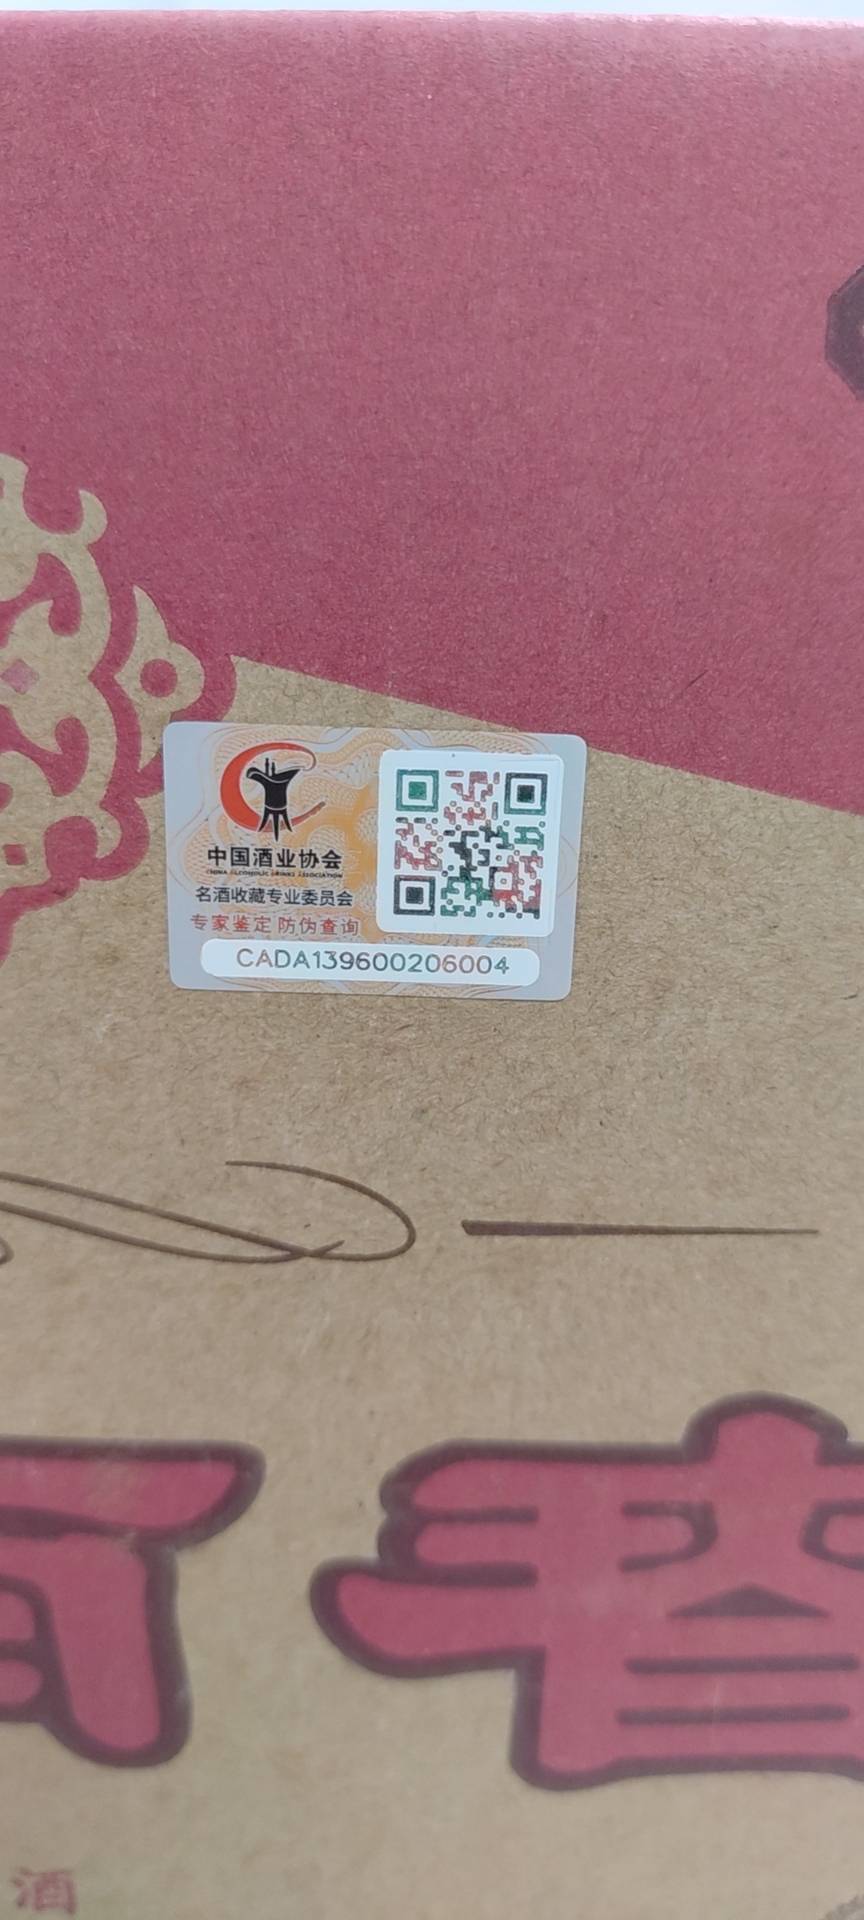 中国酒业协会
CHINA ALCOHOLIC DRINKS ASSOCIATION
名酒收藏专业委员会
专家鉴定 防伪查询
CADA139600206004
酒